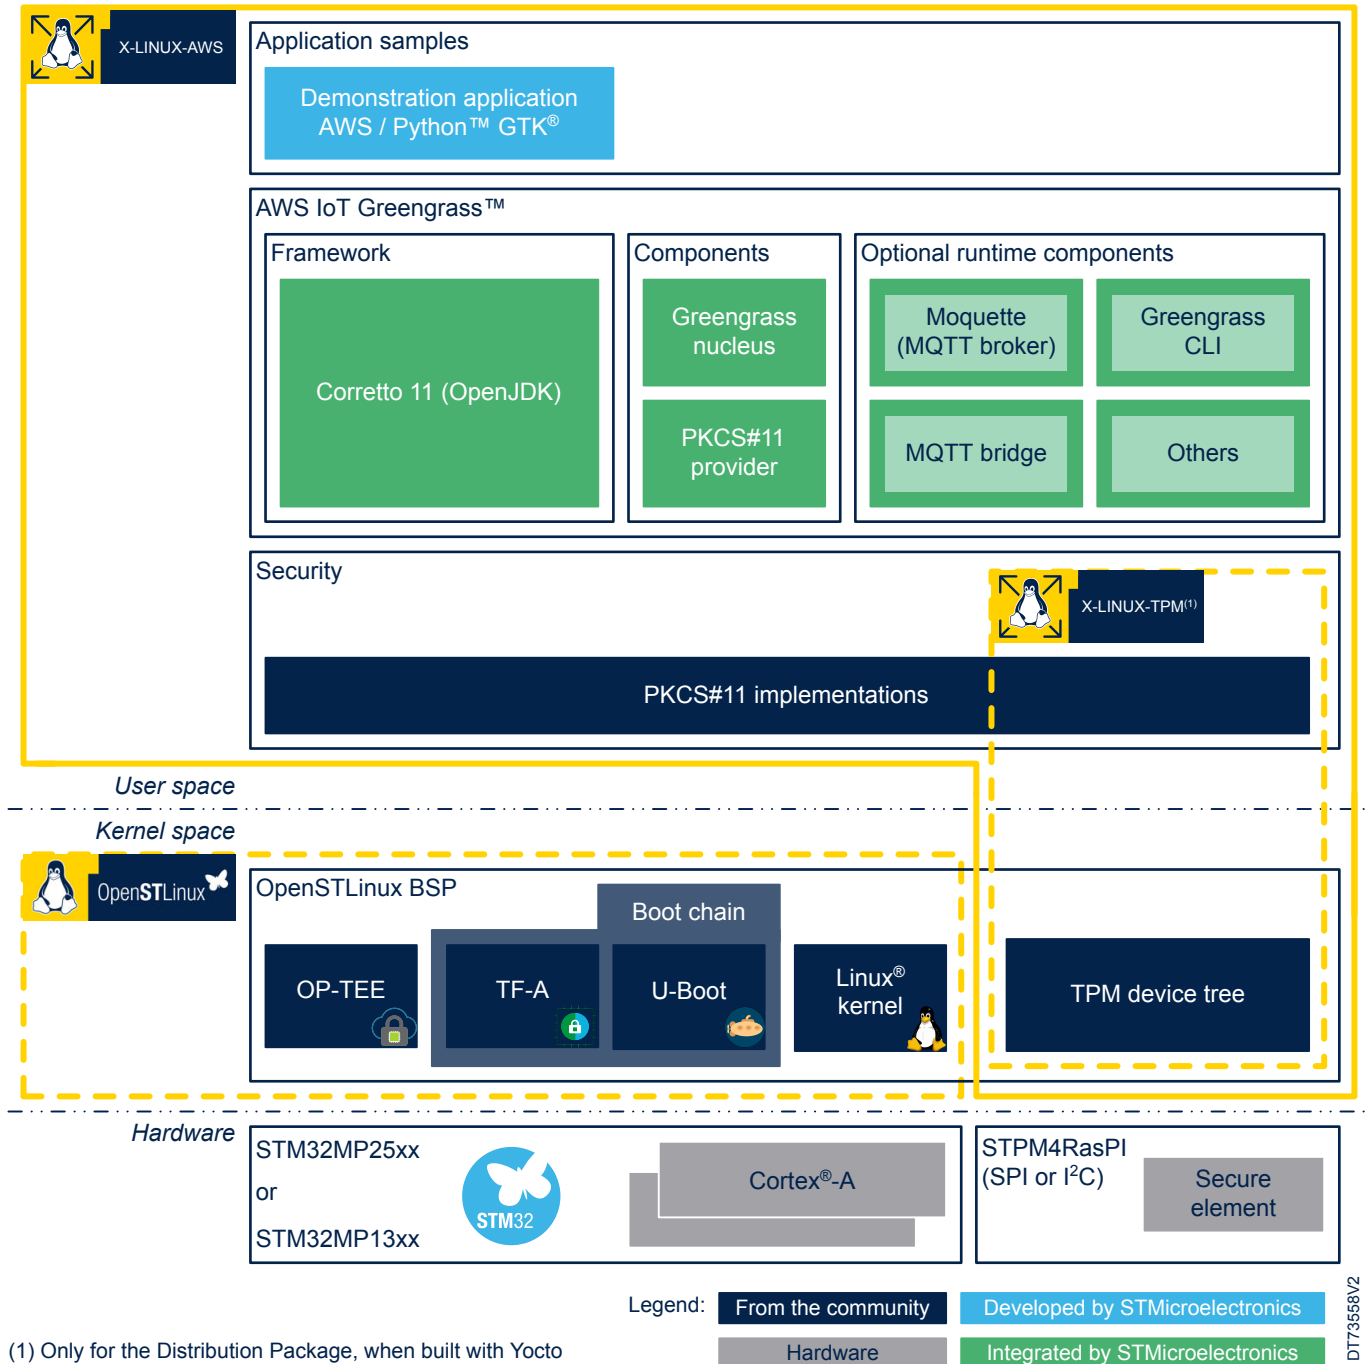 X-LINUX-AWS
Application samples
Demonstration application
AWS / Python™ GTK®
AWS IoT Greengrass™
Framework
Corretto 11 (OpenJDK)
Components
Greengrass
nucleus
PKCS#11
provider
Optional runtime components
Moquette
(MQTT broker)
Greengrass
CLI
MQTT bridge
Others
Security
X-LINUX-TPM(1)
PKCS#11 implementations
User space
Kernel space
OpenSTLinux
OpenSTLinux BSP
Boot chain
OP-TEE
TF-A
U-Boot
Linux®
kernel
TPM device tree
Hardware
STM32MP25xx
or
STM32MP13xx
STM32
Cortex®-A
STPM4RasPI
(SPI or I²C)
Secure
element
Legend:
From the community
Developed by STMicroelectronics
Hardware
Integrated by STMicroelectronics
(1) Only for the Distribution Package, when built with Yocto
DT73558V2